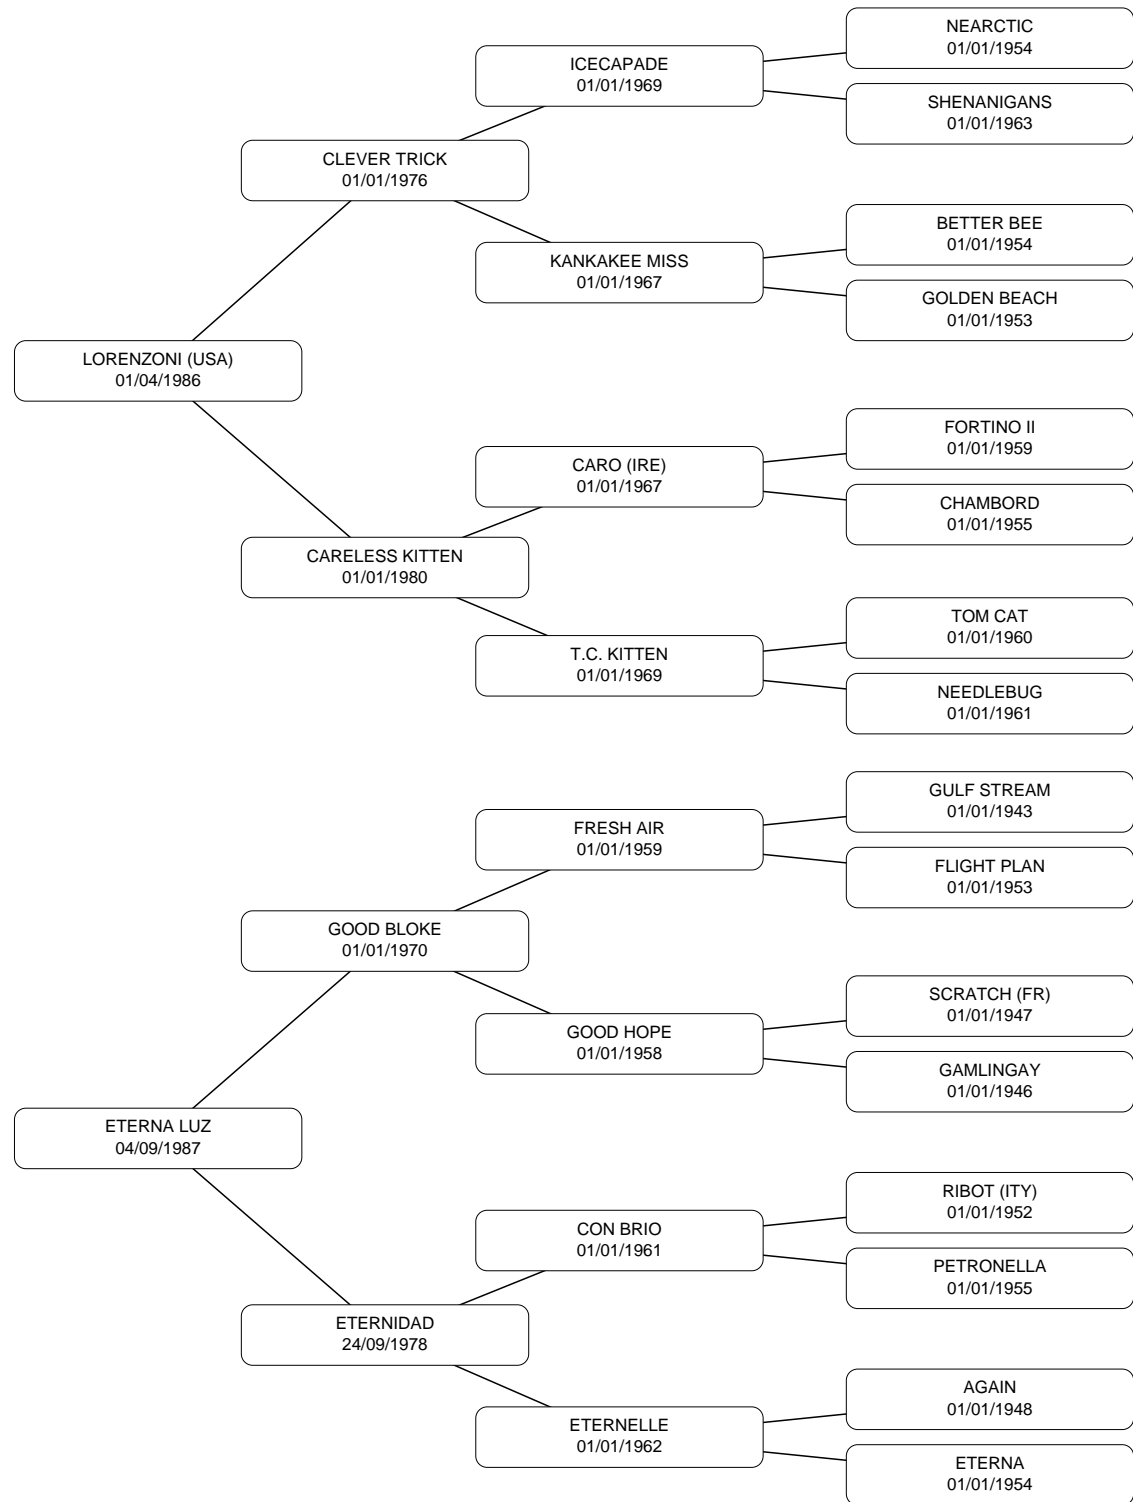 NEARCTIC
01/01/1954
ICECAPADE
01/01/1969
SHENANIGANS
01/01/1963
CLEVER TRICK
01/01/1976
BETTER BEE
01/01/1954
KANKAKEE MISS
01/01/1967
GOLDEN BEACH
01/01/1953
LORENZONI (USA)
01/04/1986
FORTINO II
01/01/1959
CARO (IRE)
01/01/1967
CHAMBORD
01/01/1955
CARELESS KITTEN
01/01/1980
TOM CAT
01/01/1960
T.C. KITTEN
01/01/1969
NEEDLEBUG
01/01/1961
GULF STREAM
01/01/1943
FRESH AIR
01/01/1959
FLIGHT PLAN
01/01/1953
GOOD BLOKE
01/01/1970
SCRATCH (FR)
01/01/1947
GOOD HOPE
01/01/1958
GAMLINGAY
01/01/1946
ETERNA LUZ
04/09/1987
RIBOT (ITY)
01/01/1952
CON BRIO
01/01/1961
PETRONELLA
01/01/1955
ETERNIDAD
24/09/1978
AGAIN
01/01/1948
ETERNELLE
01/01/1962
ETERNA
01/01/1954